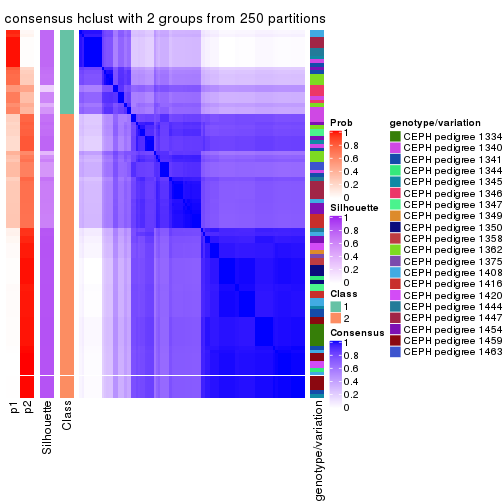 consensus hclust with 2 groups from 250 partitions
Prob
1
0.8
0.6
0.4
0.2
0
Silhouette
1
0.8
0.6
0.4
0.2
0
Class
1
2
Consensus
1
0.8
0.6
0.4
0.2
0
genotype/variation
CEPH pedigree 1334
CEPH pedigree 1340
CEPH pedigree 1341
CEPH pedigree 1344
CEPH pedigree 1345
CEPH pedigree 1346
CEPH pedigree 1347
CEPH pedigree 1349
CEPH pedigree 1350
CEPH pedigree 1358
CEPH pedigree 1362
CEPH pedigree 1375
CEPH pedigree 1408
CEPH pedigree 1416
CEPH pedigree 1420
CEPH pedigree 1444
CEPH pedigree 1447
CEPH pedigree 1454
CEPH pedigree 1459
CEPH pedigree 1463
p1
p2
Silhouette
Class
genotype/variation